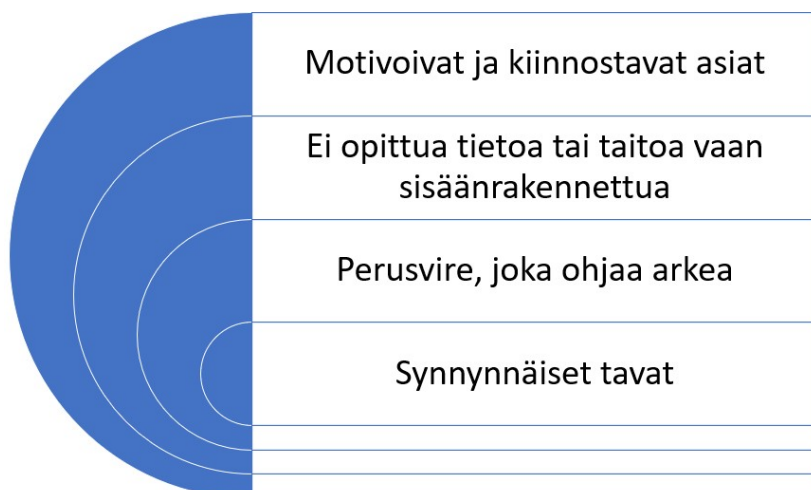 Motivoivat ja kiinnostavat asiat
Ei opittua tietoa tai taitoa vaan
sisäänrakennettua
Perusvire, joka ohjaa arkea
Synnynnäiset tavat